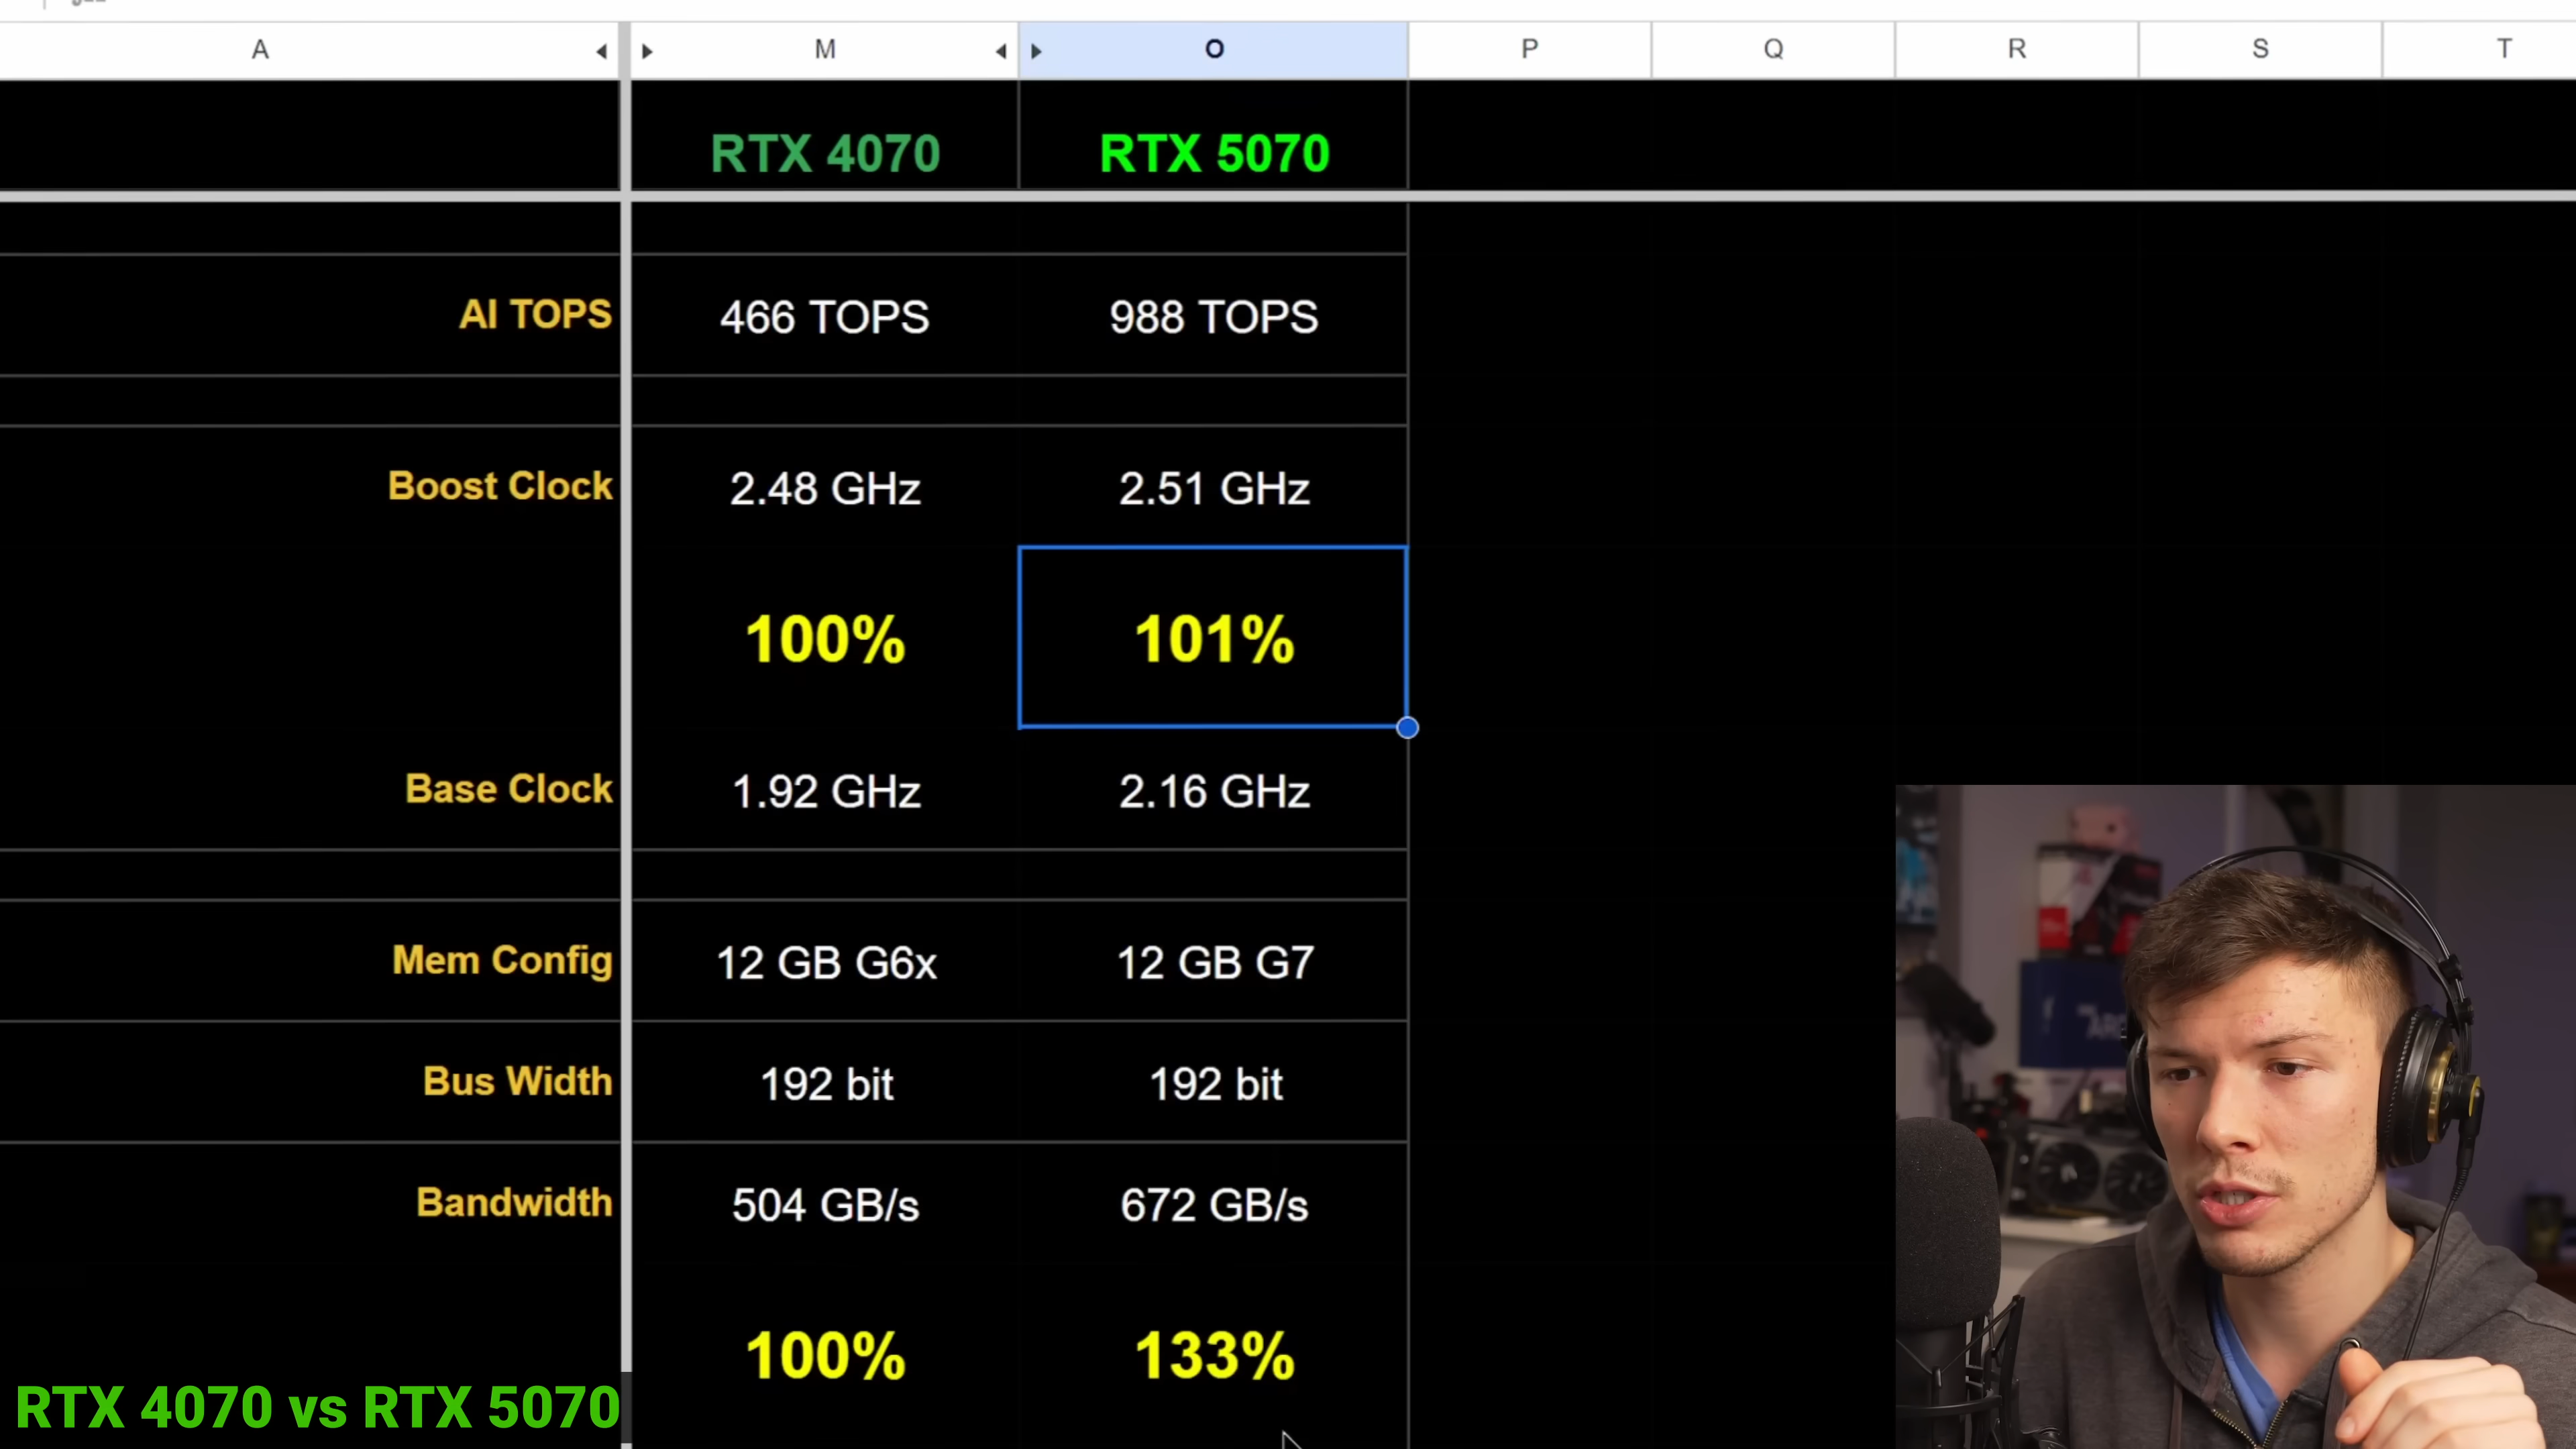 A M O P Q R S T
RTX 4070 RTX 5070
AI TOPS 466 TOPS 988 TOPS
Boost Clock 2.48 GHz 2.51 GHz
100% 101%
Base Clock 1.92 GHz 2.16 GHz
Mem Config 12 GB G6x 12 GB G7
Bus Width 192 bit 192 bit
Bandwidth 504 GB/s 672 GB/s
100% 133%
RTX 4070 vs RTX 5070